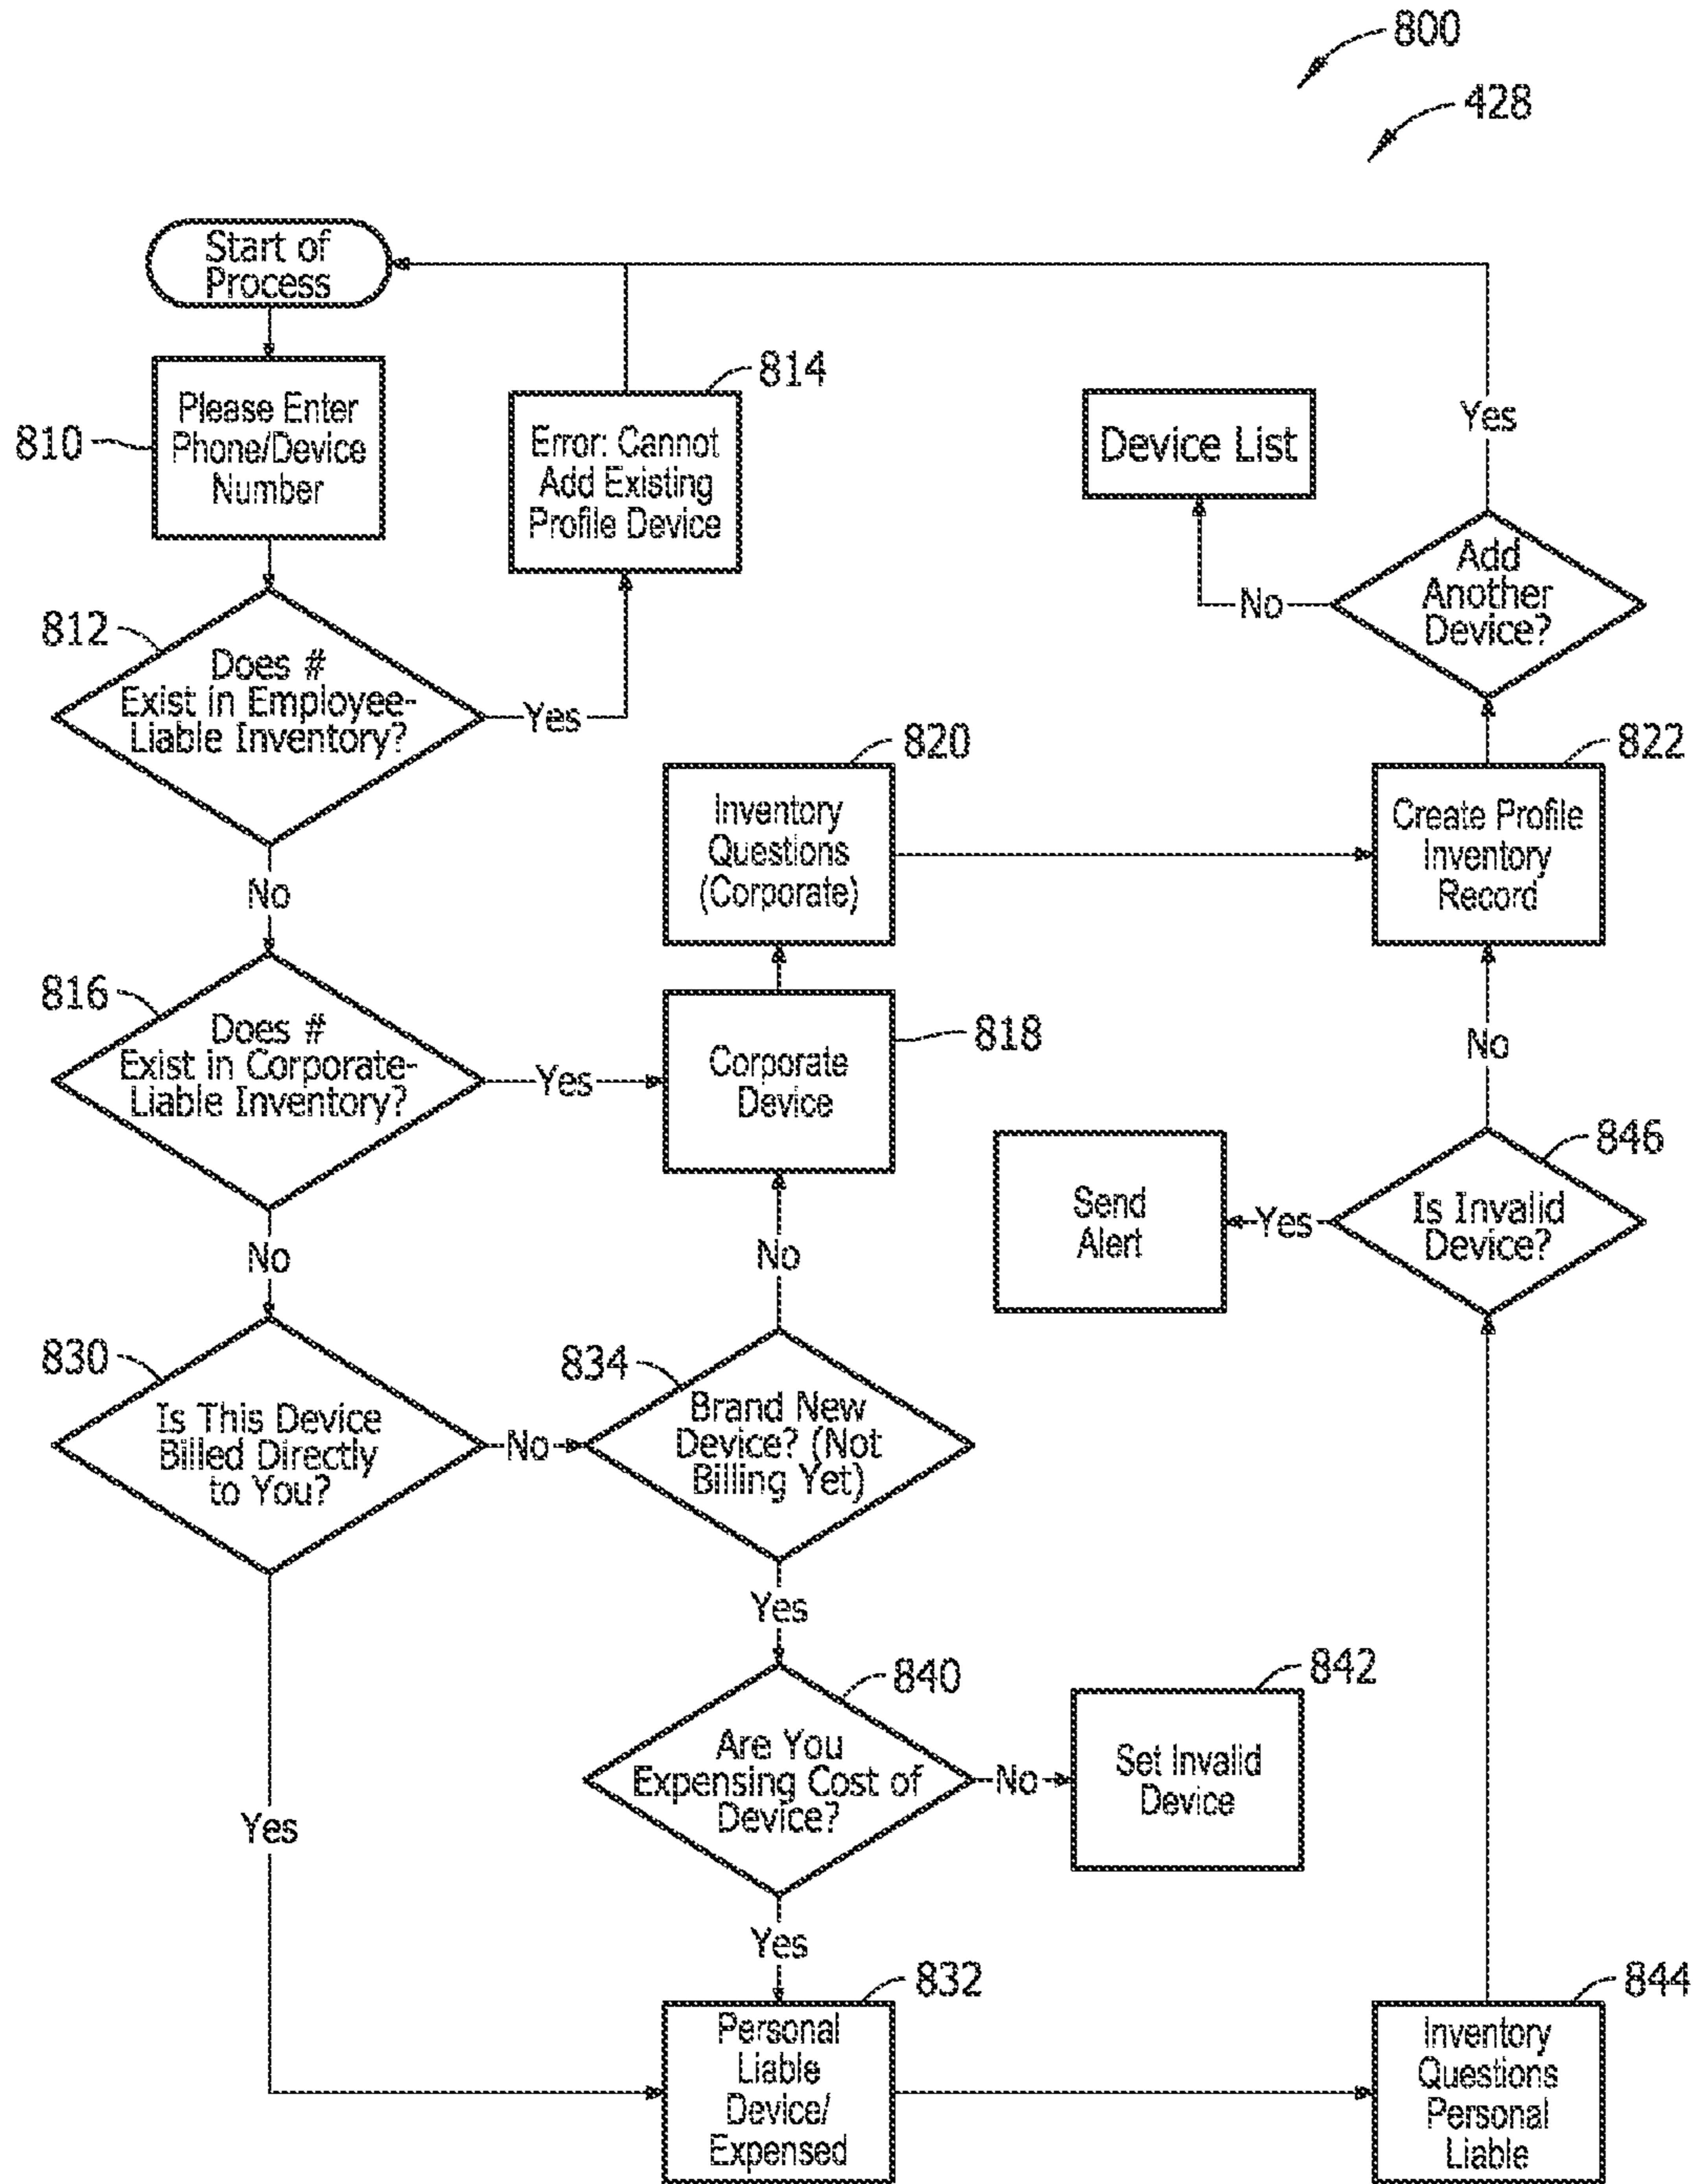 800
428
Start of
Process
810
Please Enter
Phone/Device
Number
814
Error: Cannot
Add Existing
Profile Device
Device List
Yes
812
Does #
Exist in Employee-
Liable Inventory?
Yes
No
Add
Another
Device?
820
Inventory
Questions
(Corporate)
822
Create Profile
Inventory
Record
No
816
Does #
Exist in Corporate-
Liable Inventory?
Yes
818
Corporate
Device
No
846
Is Invalid
Device?
Yes
Send
Alert
No
No
830
Is This Device
Billed Directly
to You?
No
834
Brand New
Device? (Not
Billing Yet)
Yes
840
Are You
Expensing Cost of
Device?
No
842
Set Invalid
Device
Yes
Yes
832
Personal
Liable
Device/
Expensed
844
Inventory
Questions
Personal
Liable